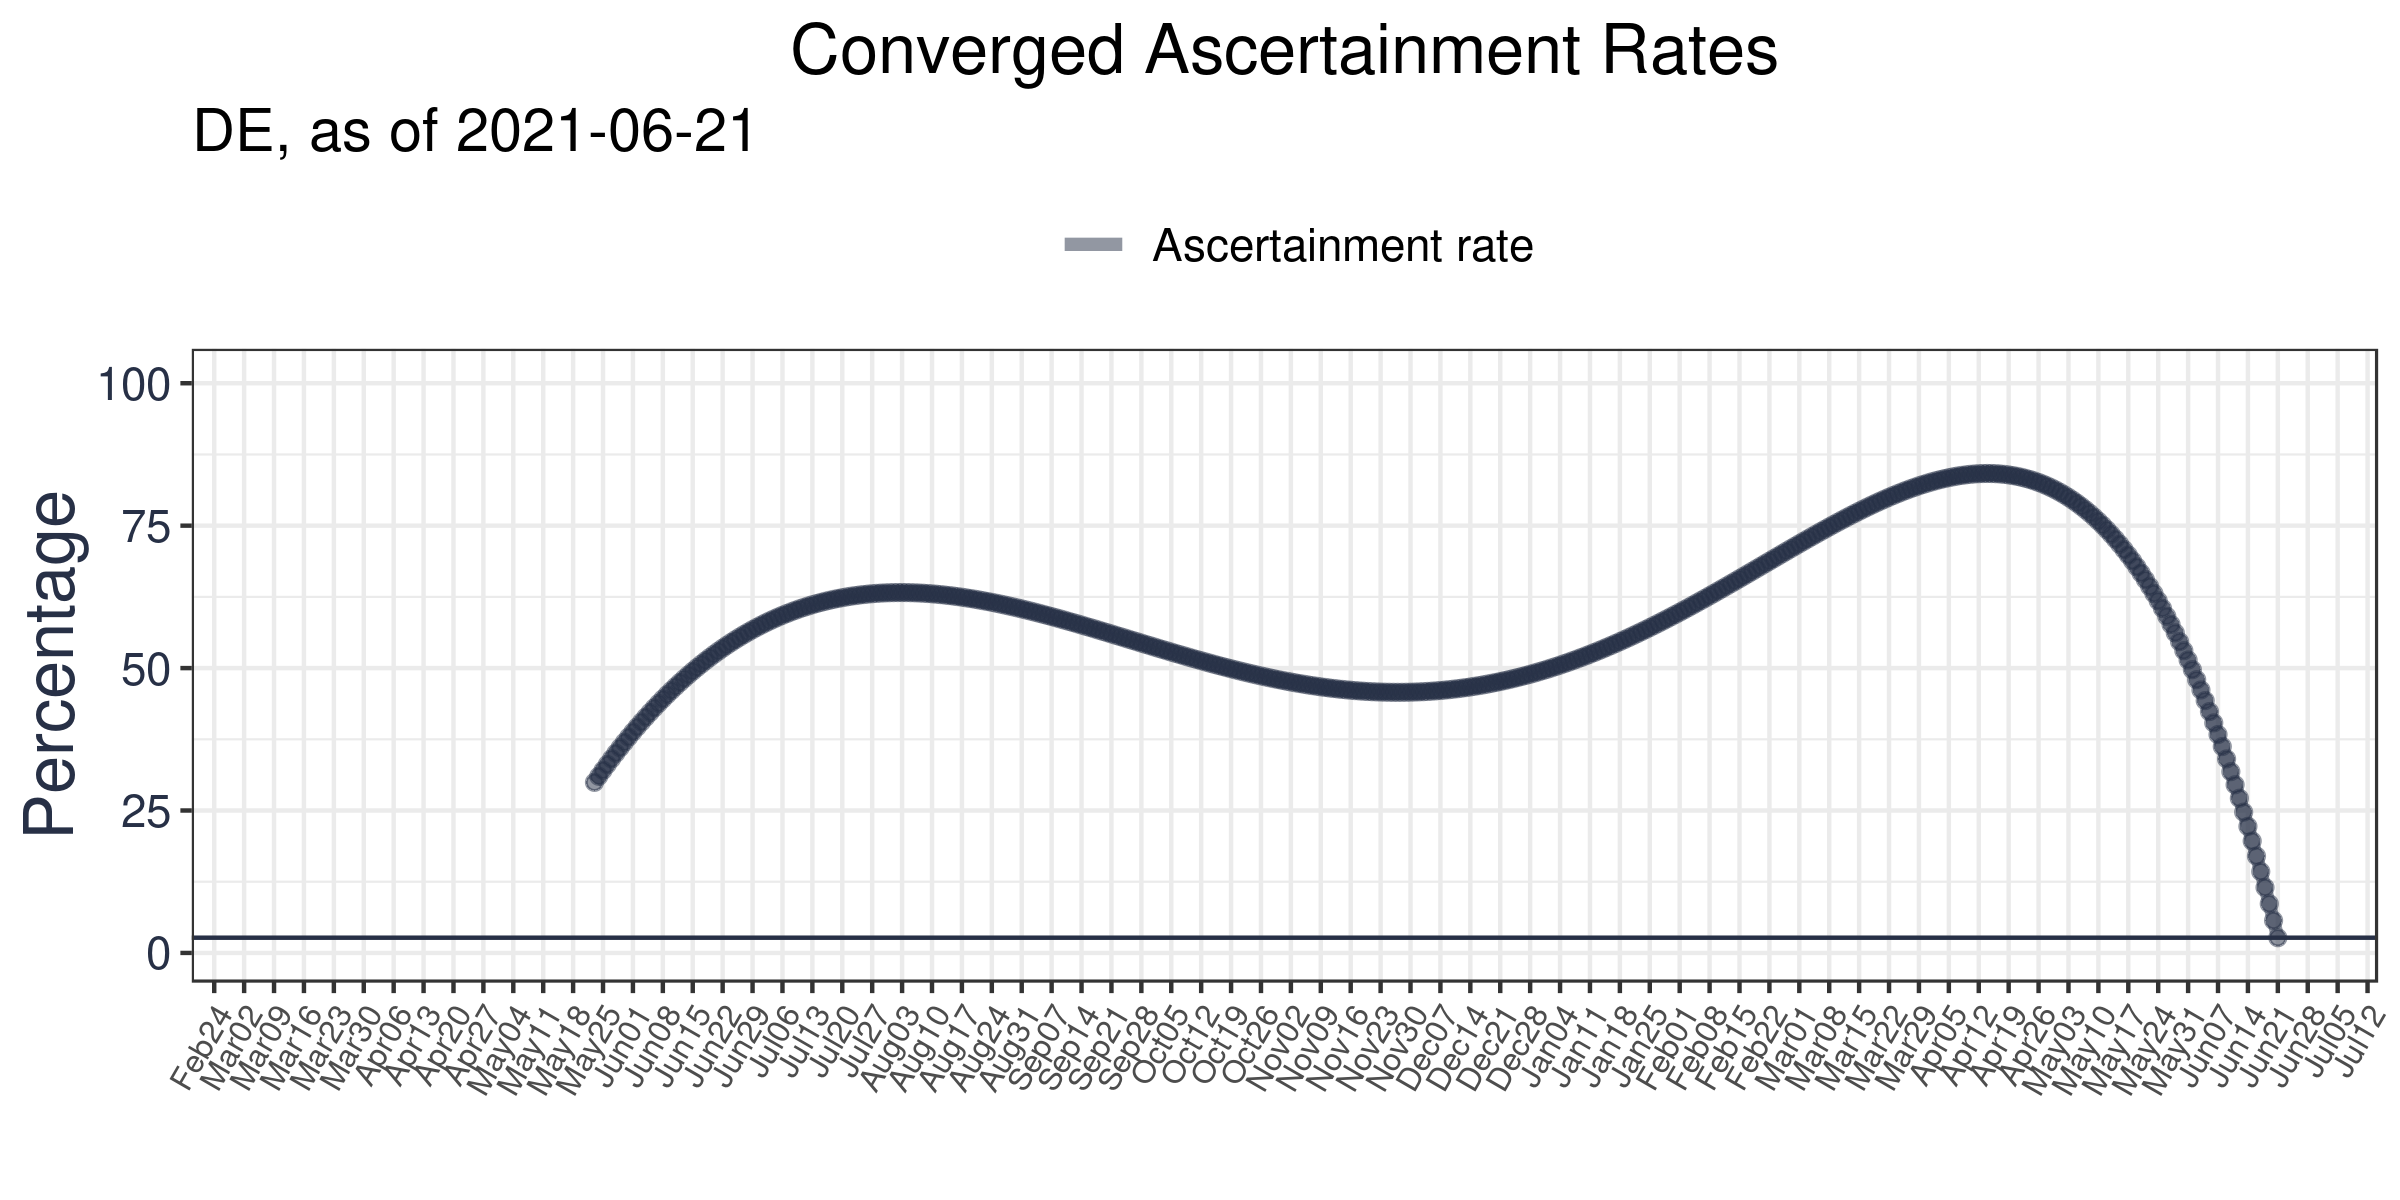 Converged Ascertainment Rates
DE, as of 2021-06-21
Ascertainment rate
Percentage
100
75
50
25
0
Feb24
Mar02
Mar09
Mar16
Mar23
Mar30
Apr06
Apr13
Apr20
Apr27
May04
May11
May18
May25
Jun01
Jun08
Jun15
Jun22
Jun29
Jul06
Jul13
Jul20
Jul27
Aug03
Aug10
Aug17
Aug24
Aug31
Sep07
Sep14
Sep21
Sep28
Oct05
Oct12
Oct19
Oct26
Nov02
Nov09
Nov16
Nov23
Nov30
Dec07
Dec14
Dec21
Dec28
Jan04
Jan11
Jan18
Jan25
Feb01
Feb08
Feb15
Feb22
Mar01
Mar08
Mar15
Mar22
Mar29
Apr05
Apr12
Apr19
Apr26
May03
May10
May17
May24
May31
Jun07
Jun14
Jun21
Jun28
Jul05
Jul12